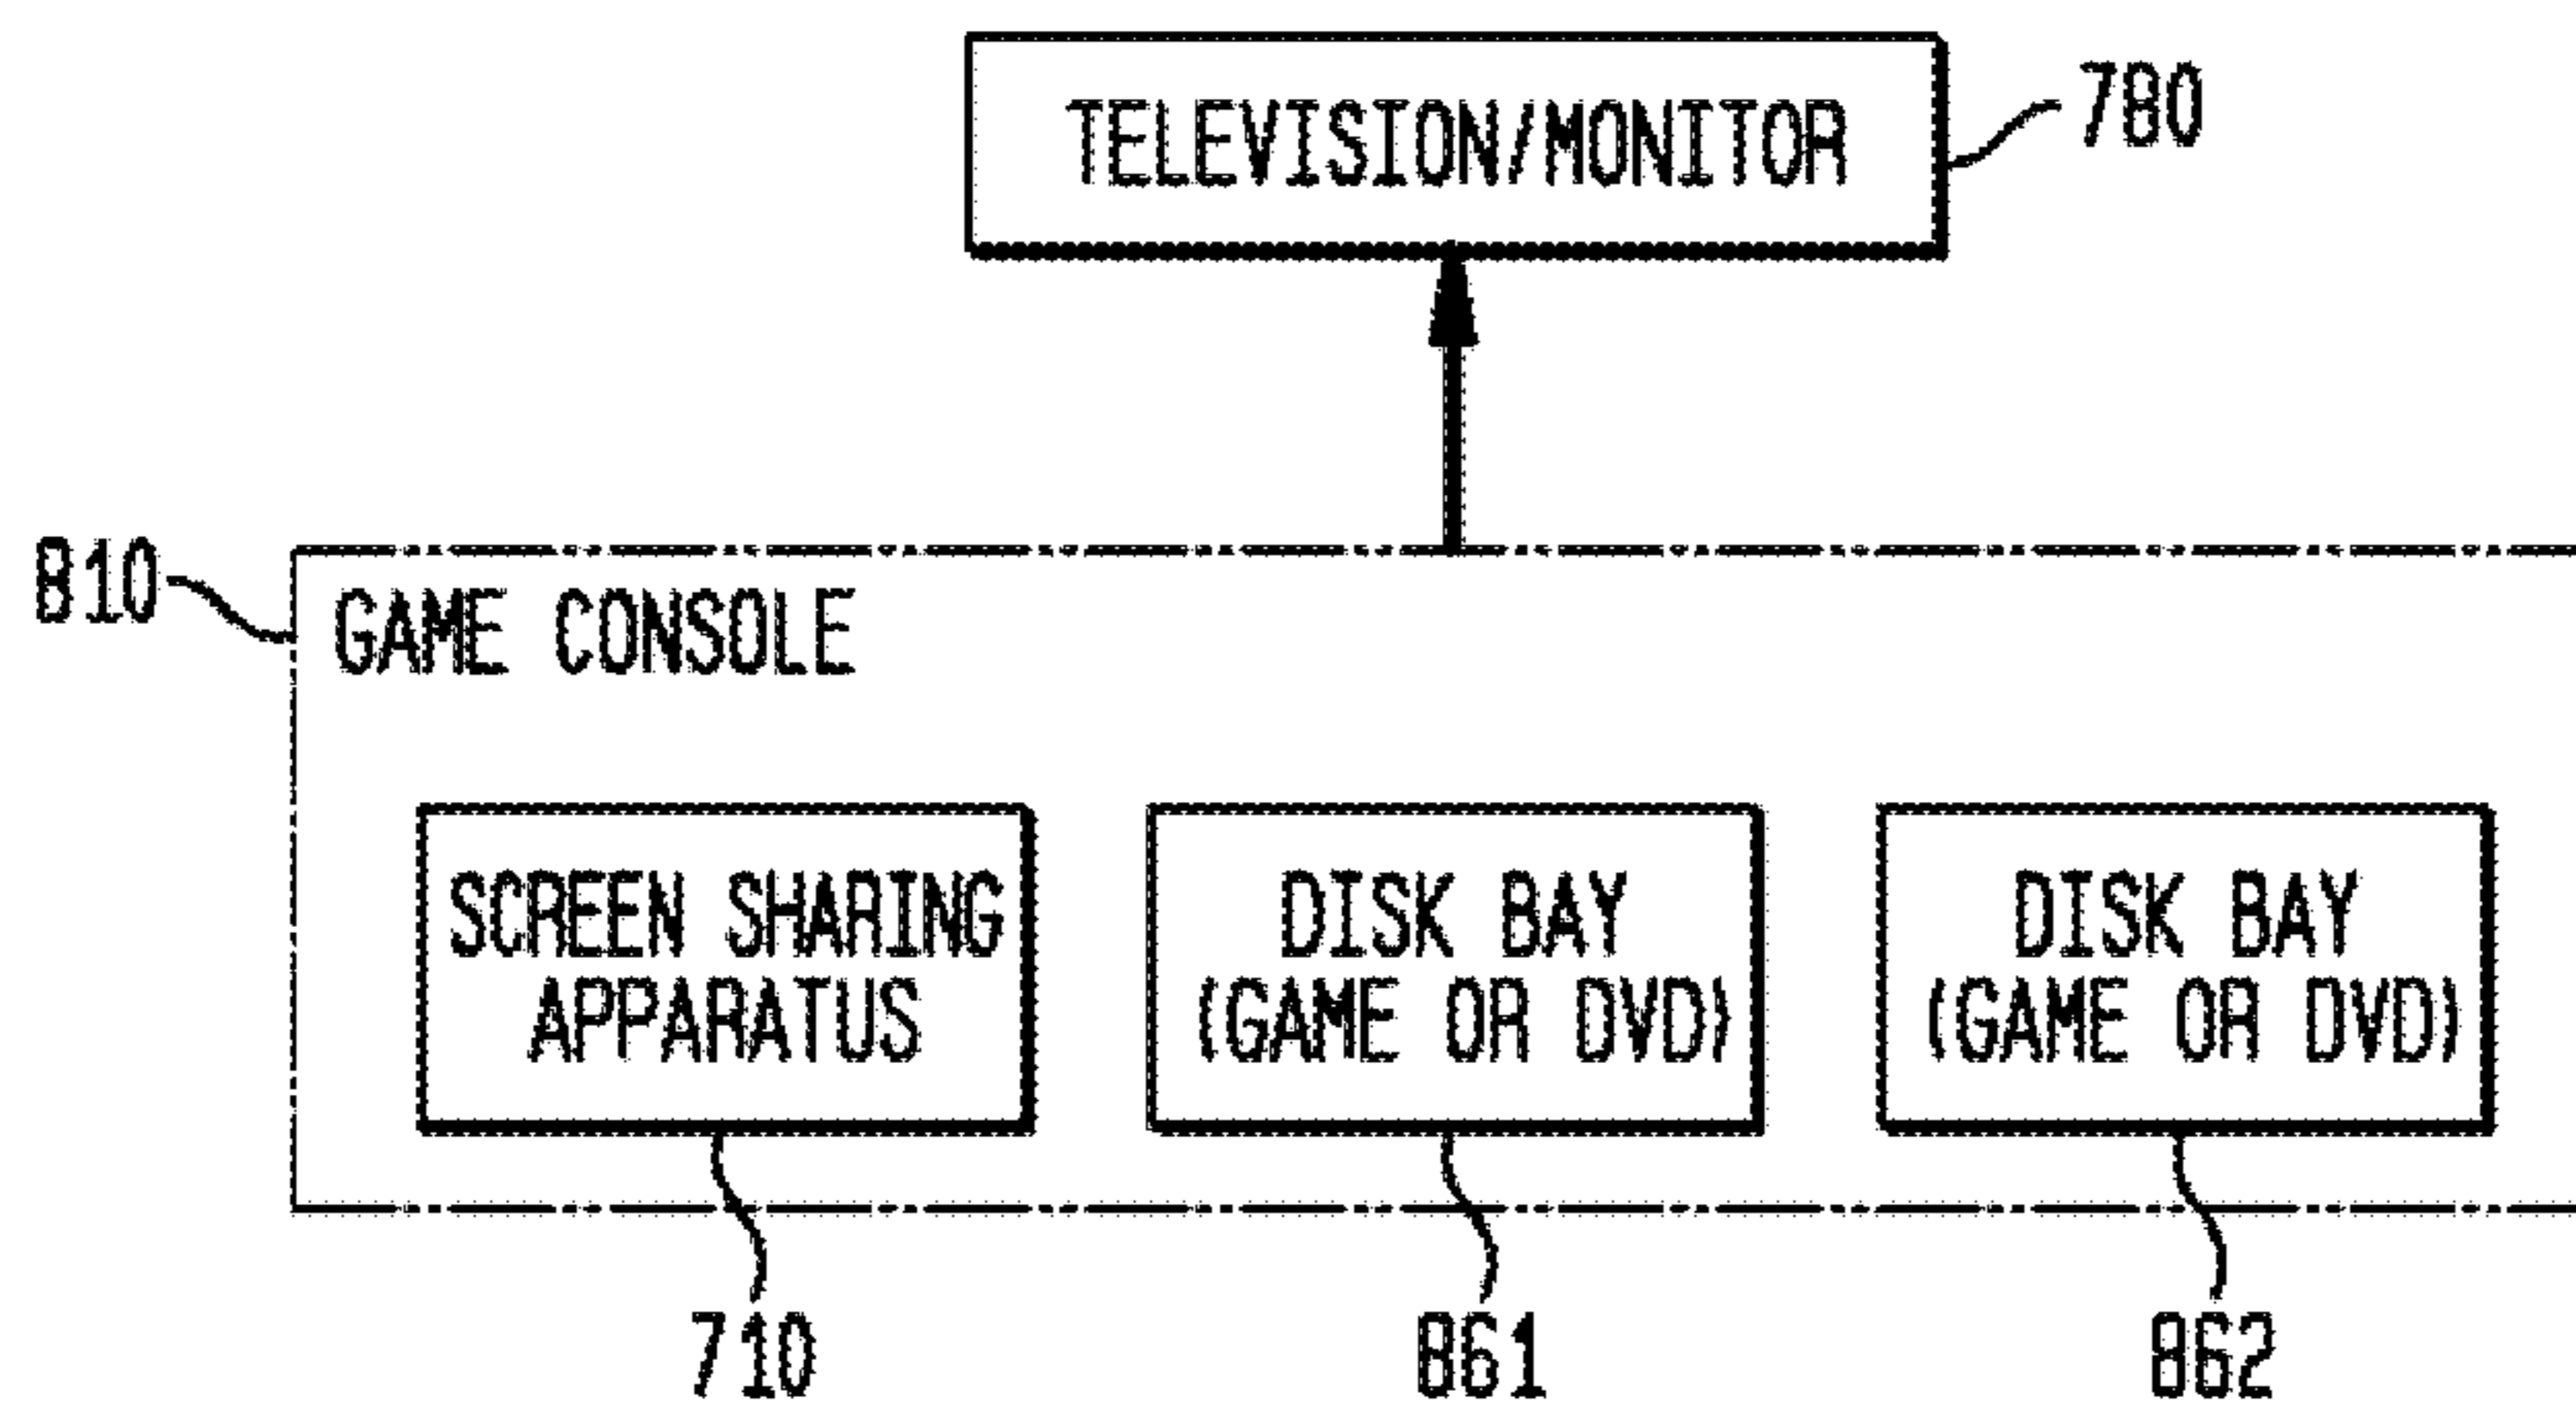 TELEVISION/MONITOR
780
810
GAME CONSOLE
SCREEN SHARING
APPARATUS
DISK BAY
(GAME OR DVD)
DISK BAY
(GAME OR DVD)
710
861
862